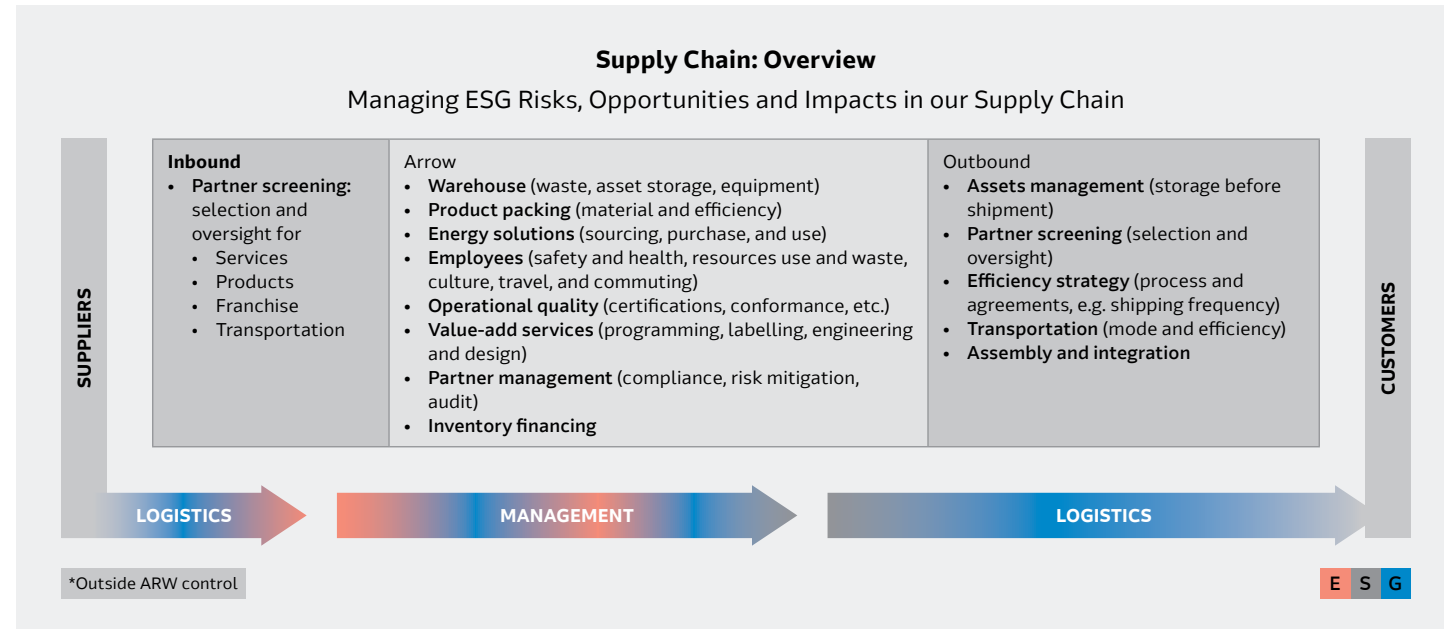 Supply Chain: Overview
Managing ESG Risks, Opportunities and Impacts in our Supply Chain
SUPPLIERS
Inbound
• Partner screening:
selection and
oversight for
• Services
• Products
• Franchise
• Transportation
Arrow
• Warehouse (waste, asset storage, equipment)
• Product packing (material and efficiency)
• Energy solutions (sourcing, purchase, and use)
• Employees (safety and health, resources use and waste,
culture, travel, and commuting)
• Operational quality (certifications, conformance, etc.)
• Value-add services (programming, labelling, engineering
and design)
• Partner management (compliance, risk mitigation,
audit)
• Inventory financing
Outbound
• Assets management (storage before
shipment)
• Partner screening (selection and
oversight)
• Efficiency strategy (process and
agreements, e.g. shipping frequency)
• Transportation (mode and efficiency)
• Assembly and integration
CUSTOMERS
LOGISTICS
MANAGEMENT
LOGISTICS
*Outside ARW control
E S G